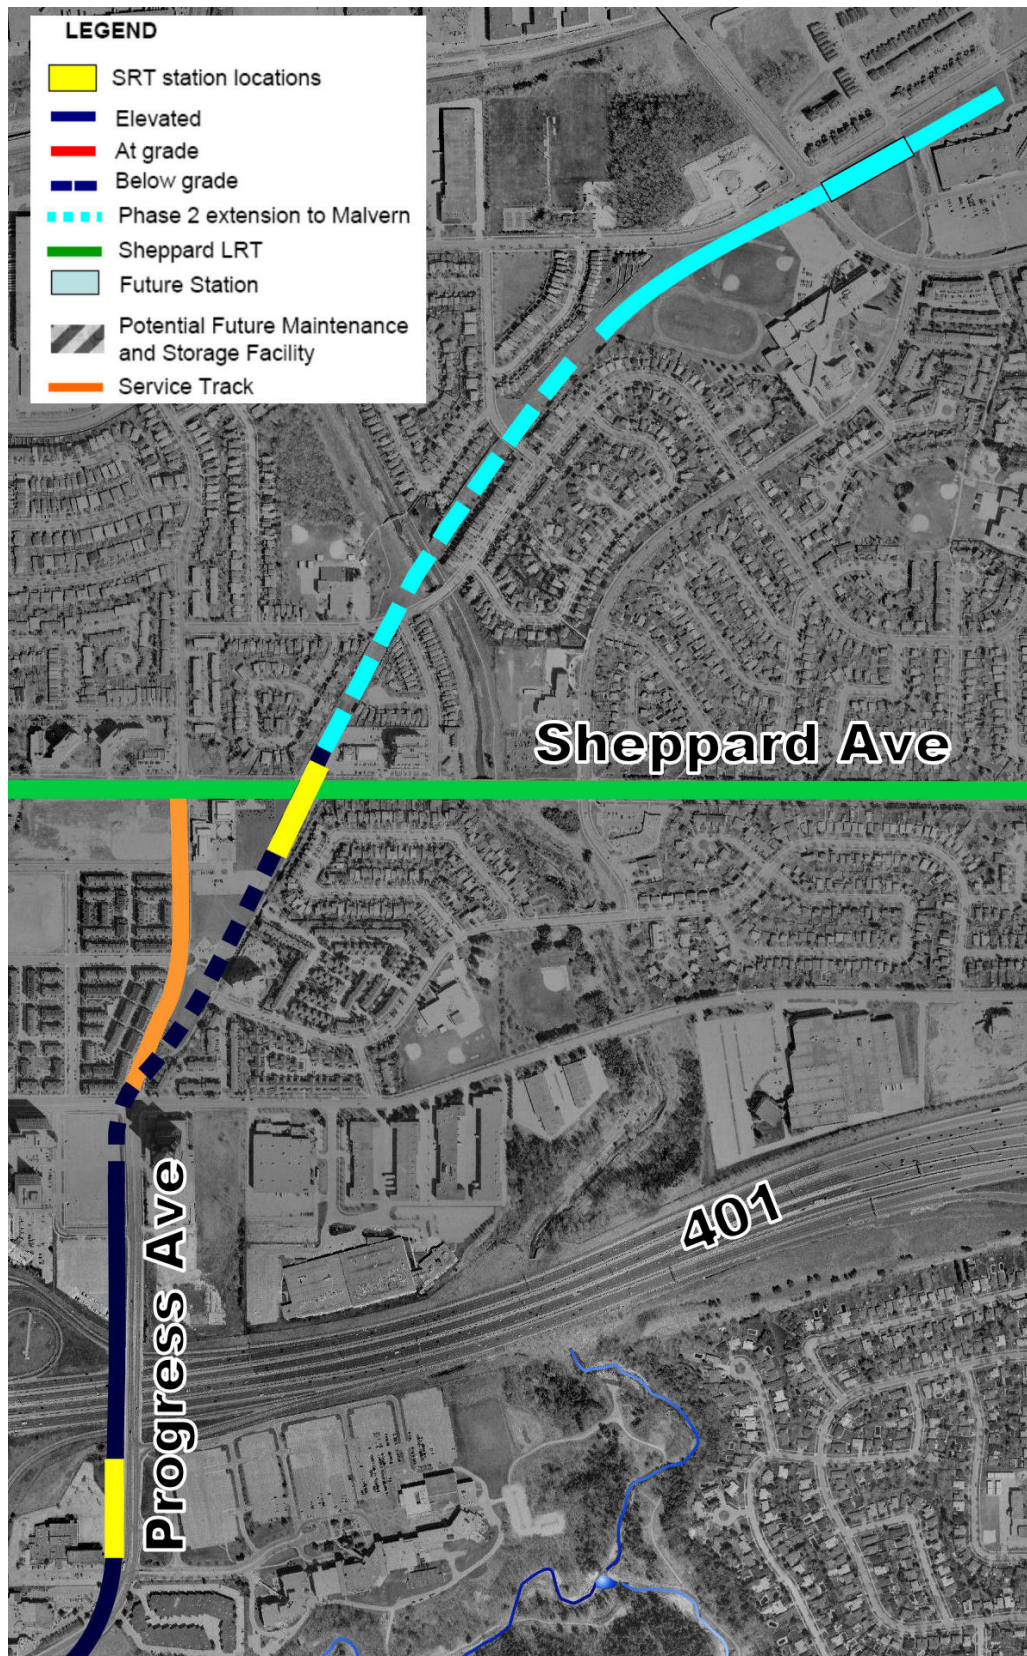 LEGEND
SRT station locations
Elevated
At grade
Below grade
Phase 2 extension to Malvern
Sheppard LRT
Future Station
Potential Future Maintenance
and Storage Facility
Service Track
Sheppard Ave
401
Progress Ave